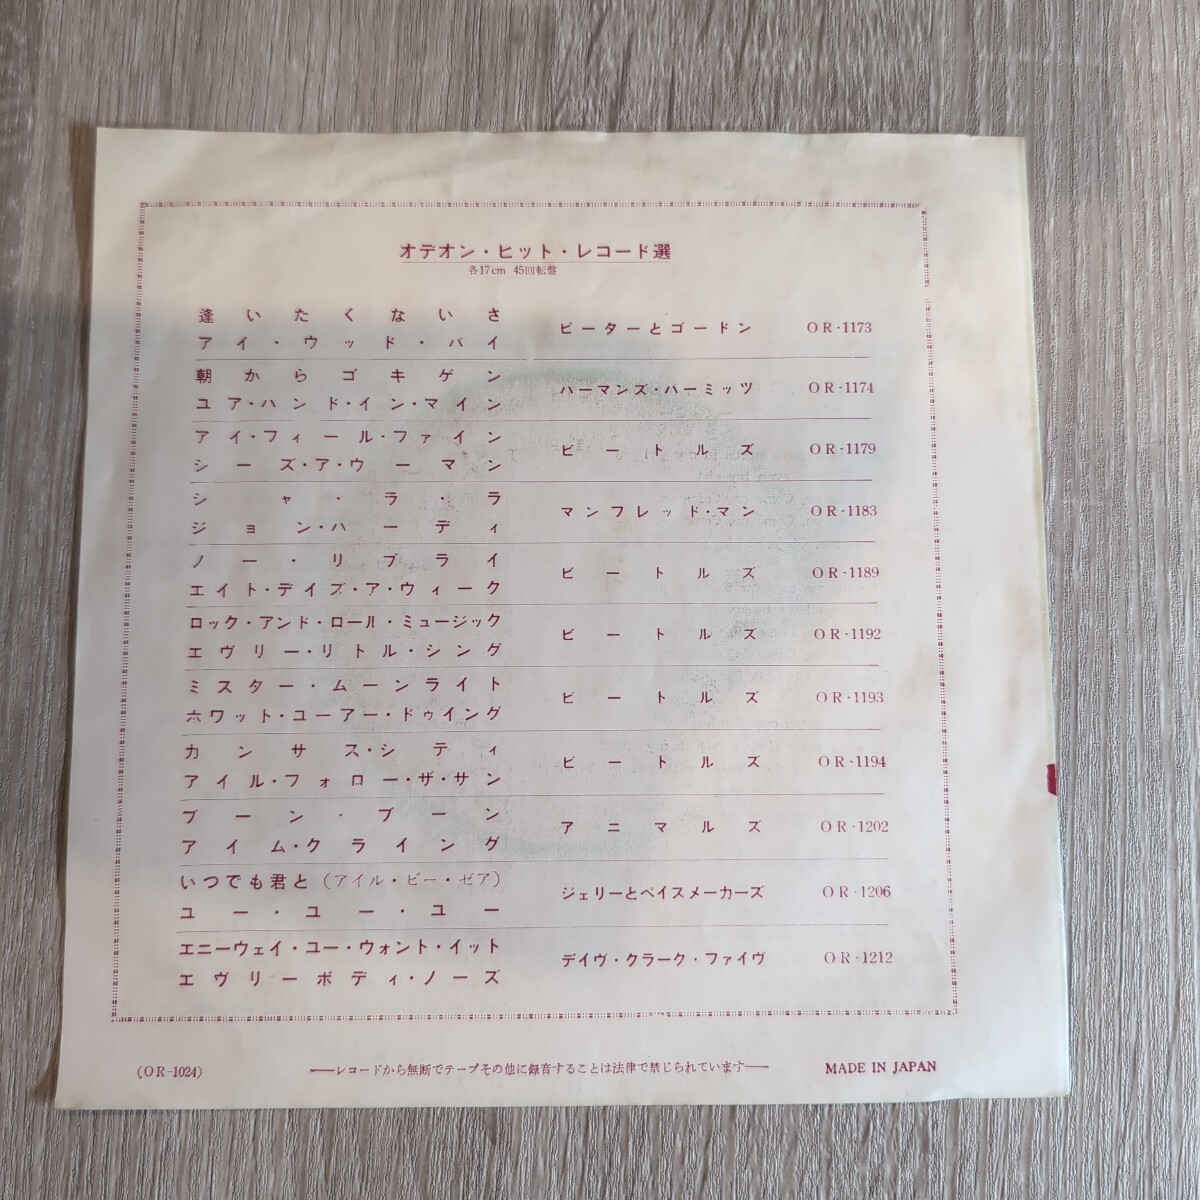 オデオン・ヒット・レコード選
各17cm 45回転盤
逢いたくないさ
アイ・ウッド・バイ
ピーターとゴードン OR-1173
朝からゴキゲン
ユア・ハンド・イン・マイン
ハーマンズ・ハーミッツ OR-1174
アイ・フィール・ファイン
シーズ・ア・ウーマン
ビートルズ OR-1179
シャ・ラ・ラ
ジョン・ハーディ
マンフレッド・マン OR-1183
ノー・リプライ
エイト・デイズ・ア・ウィーク
ビートルズ OR-1189
ロック・アンド・ロール・ミュージック
エヴリー・リトル・シング
ビートルズ OR-1192
ミスター・ムーンライト
ホワット・ユーアー・ドゥイング
ビートルズ OR-1193
カンサス・シティ
アイル・フォロー・ザ・サン
ビートルズ OR-1194
ブーン・ブーン
アイム・クライング
アニマルズ OR-1202
いつでも君と(アイル・ビー・ゼア)
ユー・ユー・ユー
ジェリーとペイスメーカーズ OR-1206
エニーウェイ・ユー・ウォント・イット
エヴリーボディ・ノーズ
デイヴ・クラーク・ファイヴ OR-1212
(OR-1024)
──レコードから無断でテープその他に録音することは法律で禁じられています──
MADE IN JAPAN